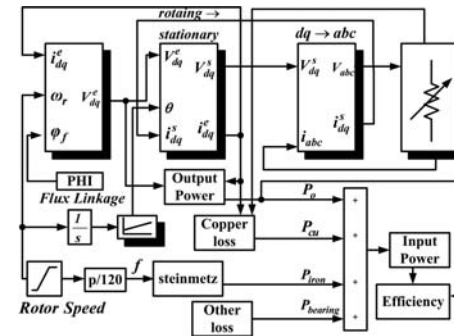 rotaing →
stationary
dq → abc
i^e_dq
V^e_dq
ω_r
φ_f
V^e_dq
V^s_dq
θ
i^s_dq
i^e_dq
V^s_dq
V_abc
i_abc
i^s_dq
PHI
Flux Linkage
Output
Power
P_o
+
1
s
Copper
loss
P_cu
+
Input
Power
Rotor Speed
p/120
f
steinmetz
P_iron
+
Efficiency
Other
loss
P_bearing
+